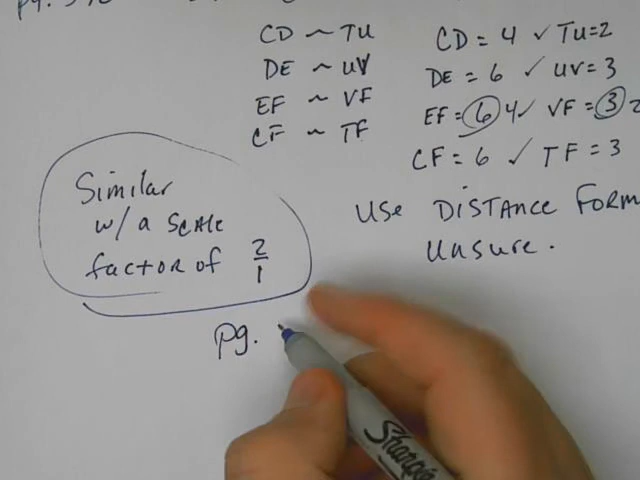 pg.
CD ~ TU CD = 4 ✓ TU = 2
DE ~ UV DE = 6 ✓ UV = 3
EF ~ VF EF = 6 4 ✓ VF = 3 2
CF ~ TF CF = 6 ✓ TF = 3
Similar
w/ a scale
factor of 2/1
Use DISTANCE FORM
unsure.
pg.
Sharpie